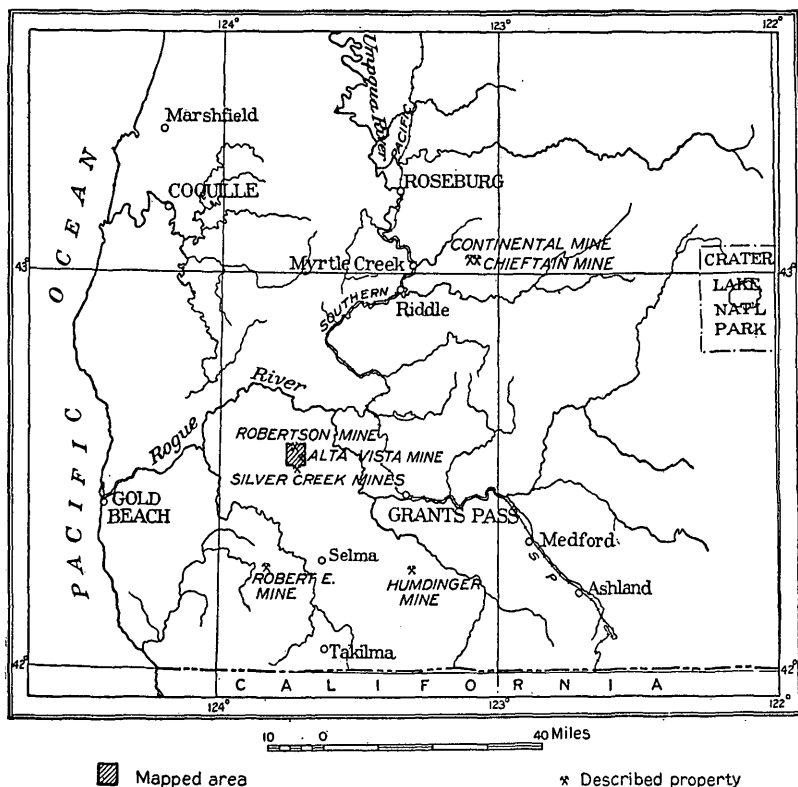 124°
123°
122°
Umpqua River
PACIFIC
Marshfield
COQUILLE
ROSEBURG
PACIFIC OCEAN
CONTINENTAL MINE
CHIEFTAIN MINE
Myrtle Creek
43°
CRATER
LAKE
NAT'L
PARK
SOUTHERN
Riddle
Rogue River
ROBERTSON MINE
ALTA VISTA MINE
SILVER CREEK MINES
GOLD
BEACH
GRANTS PASS
Medford
S P
Selma
ROBERT E.
MINE
HUMDINGER
MINE
Ashland
Takilma
42°
42°
CALIFORNIA
124°
123°
122°
10 0 40 Miles
Mapped area
Described property